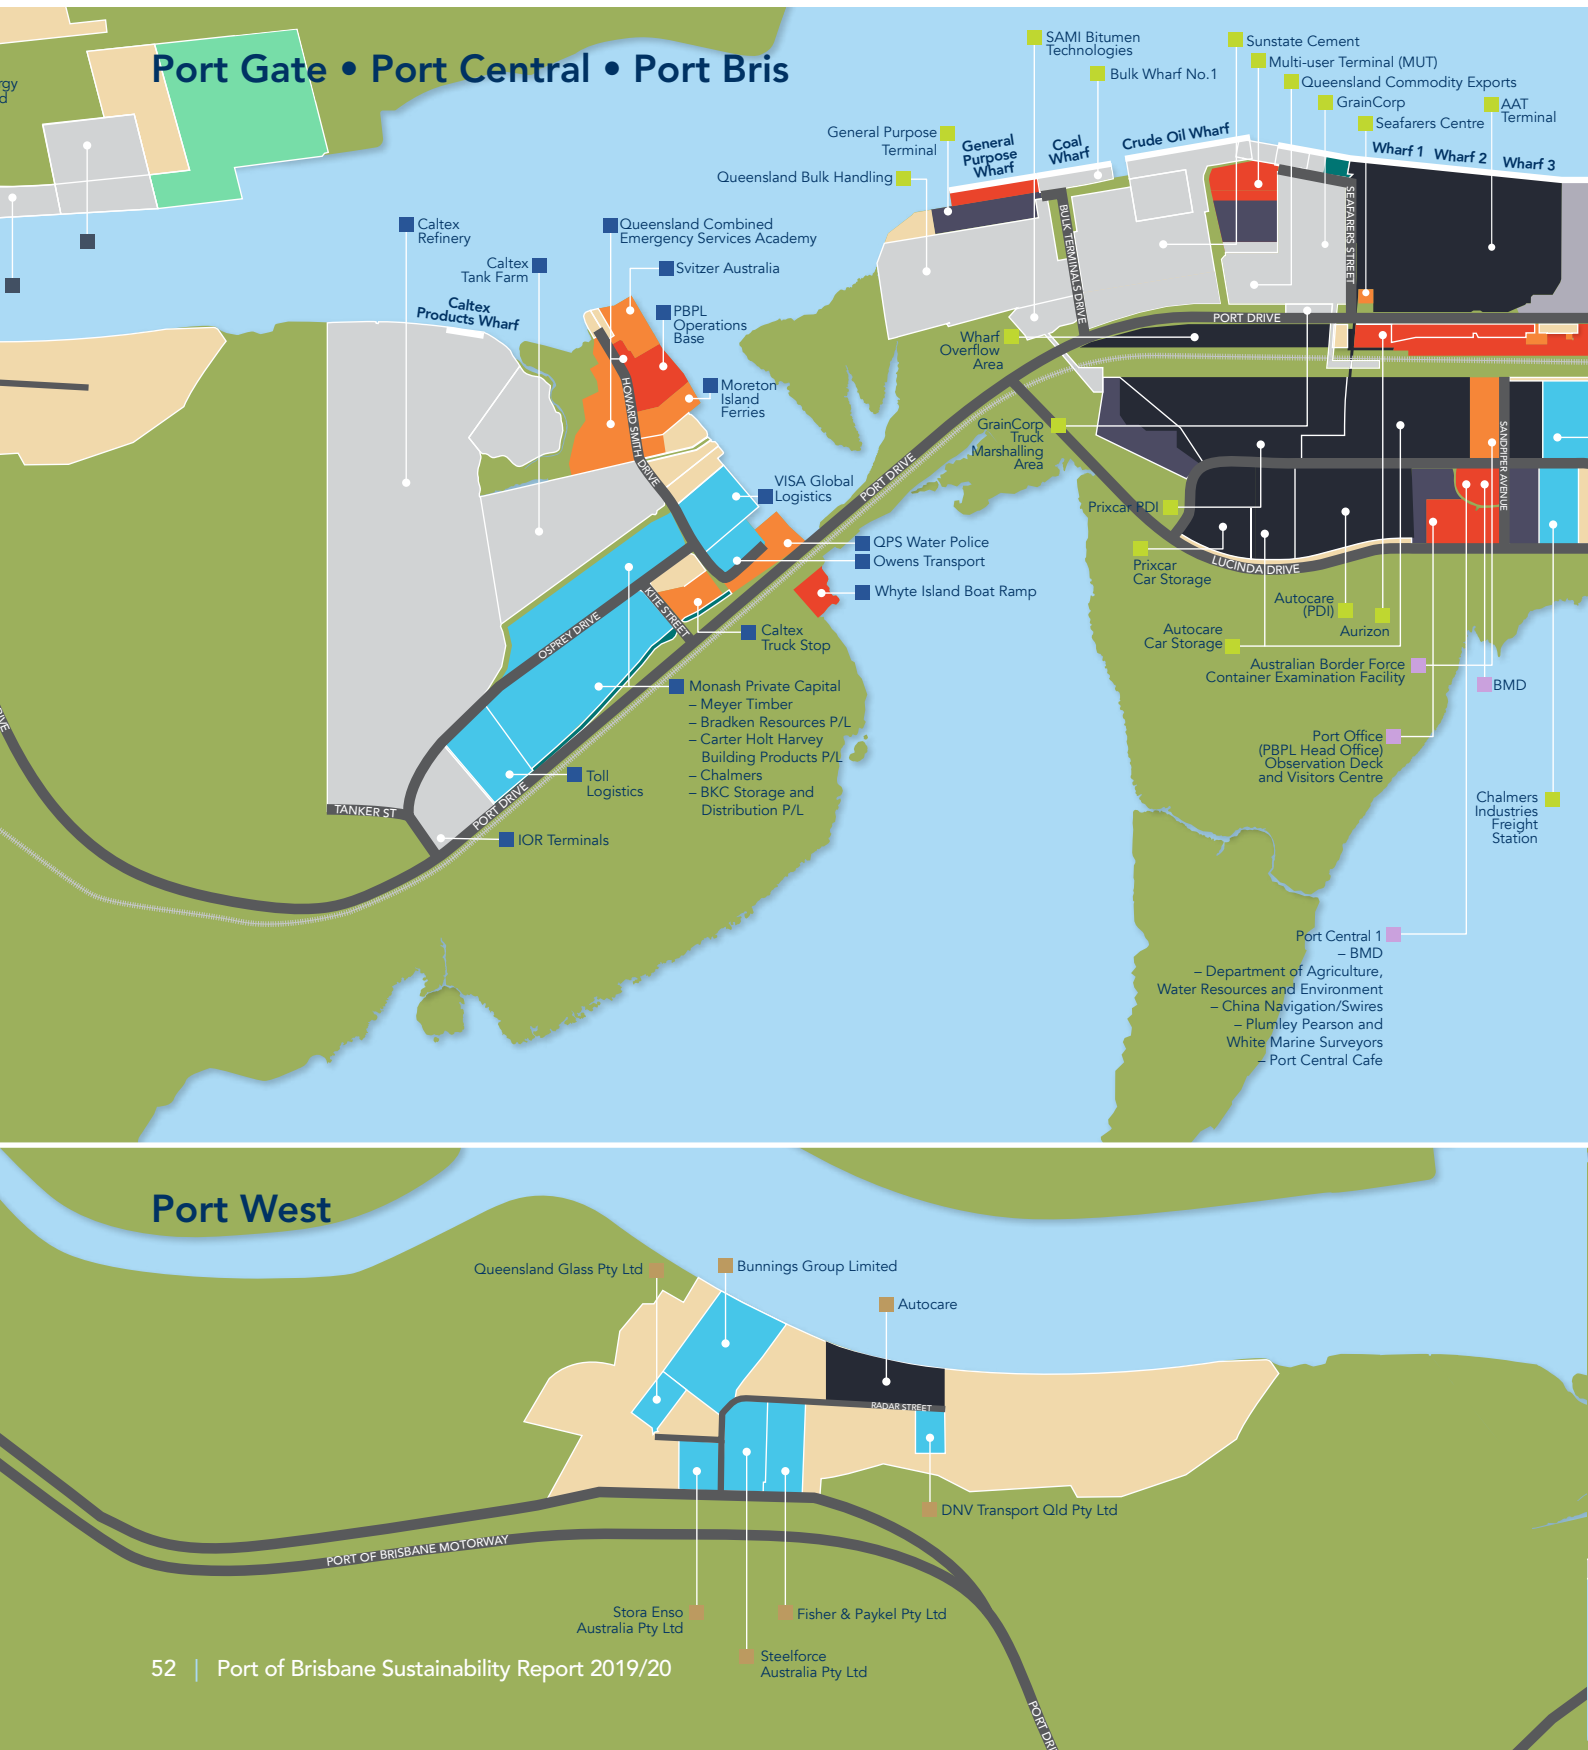 Port Gate • Port Central • Port Bris
SAMI Bitumen
Technologies
Bulk Wharf No.1
Sunstate Cement
Multi-user Terminal (MUT)
Queensland Commodity Exports
GrainCorp
Seafarers Centre
AAT
Terminal
General Purpose
Terminal
General
Purpose
Wharf
Coal
Wharf
Crude Oil Wharf
Wharf 1
Wharf 2
Wharf 3
Queensland Bulk Handling
BULK TERMINALS DRIVE
SEAFARERS STREET
PORT DRIVE
Caltex
Refinery
Queensland Combined
Emergency Services Academy
Caltex
Tank Farm
Svitzer Australia
Caltex
Products Wharf
PBPL
Operations
Base
HOWARD SMITH DRIVE
Moreton
Island
Ferries
Wharf
Overflow
Area
GrainCorp
Truck
Marshalling
Area
SANDPIPER AVENUE
VISA Global
Logistics
PORT DRIVE
Prixcar PDI
QPS Water Police
Owens Transport
Whyte Island Boat Ramp
Prixcar
Car Storage
LUCINDA DRIVE
Autocare
(PDI)
Aurizon
Autocare
Car Storage
KITE STREET
OSPREY DRIVE
Caltex
Truck Stop
Australian Border Force
Container Examination Facility
BMD
Monash Private Capital
– Meyer Timber
– Bradken Resources P/L
– Carter Holt Harvey
Building Products P/L
– Chalmers
– BKC Storage and
Distribution P/L
Port Office
(PBPL Head Office)
Observation Deck
and Visitors Centre
Toll
Logistics
PORT DRIVE
TANKER ST
IOR Terminals
Chalmers
Industries
Freight
Station
Port Central 1
– BMD
– Department of Agriculture,
Water Resources and Environment
– China Navigation/Swires
– Plumley Pearson and
White Marine Surveyors
– Port Central Cafe
Port West
Queensland Glass Pty Ltd
Bunnings Group Limited
Autocare
RADAR STREET
DNV Transport Qld Pty Ltd
PORT OF BRISBANE MOTORWAY
Stora Enso
Australia Pty Ltd
Fisher & Paykel Pty Ltd
Steelforce
Australia Pty Ltd
52 | Port of Brisbane Sustainability Report 2019/20